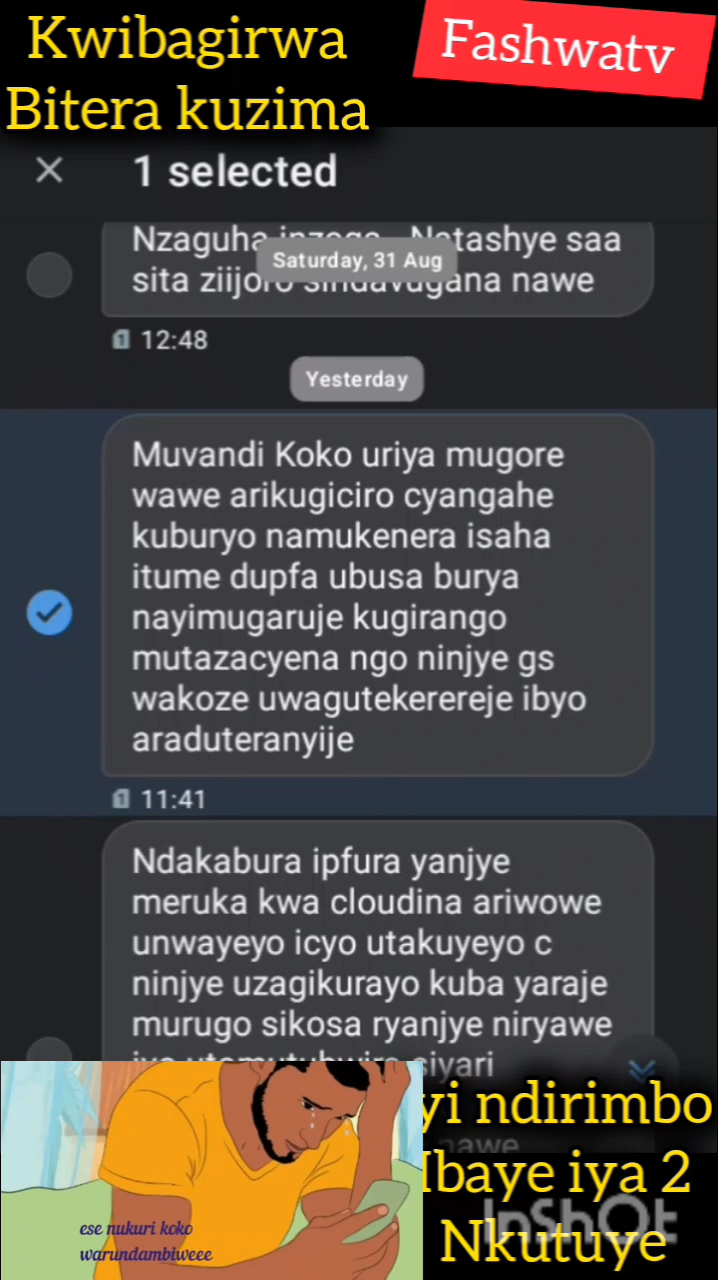 Kwibagirwa
Bitera kuzima
Fashwatv
1 selected
Nzaguha inzoga Natashye saa
sita ziijoro sindavugana nawe
Saturday, 31 Aug
12:48
Yesterday
Muvandi Koko uriya mugore
wawe arikugiciro cyangahe
kuburyo namukenera isaha
itume dupfa ubusa burya
nayimugaruje kugirango
mutazacyena ngo ninjye gs
wakoze uwagutekerereje ibyo
araduteranyije
11:41
Ndakabura ipfura yanjye
meruka kwa cloudina ariwowe
unwayeyo icyo utakuyeyo c
ninjye uzagikurayo kuba yaraje
murugo sikosa ryanjye niryawe
siyari
nawe
yi ndirimbo
Ibaye iya 2
Nkutuye
InShOt
ese nukuri koko
warundambiweee